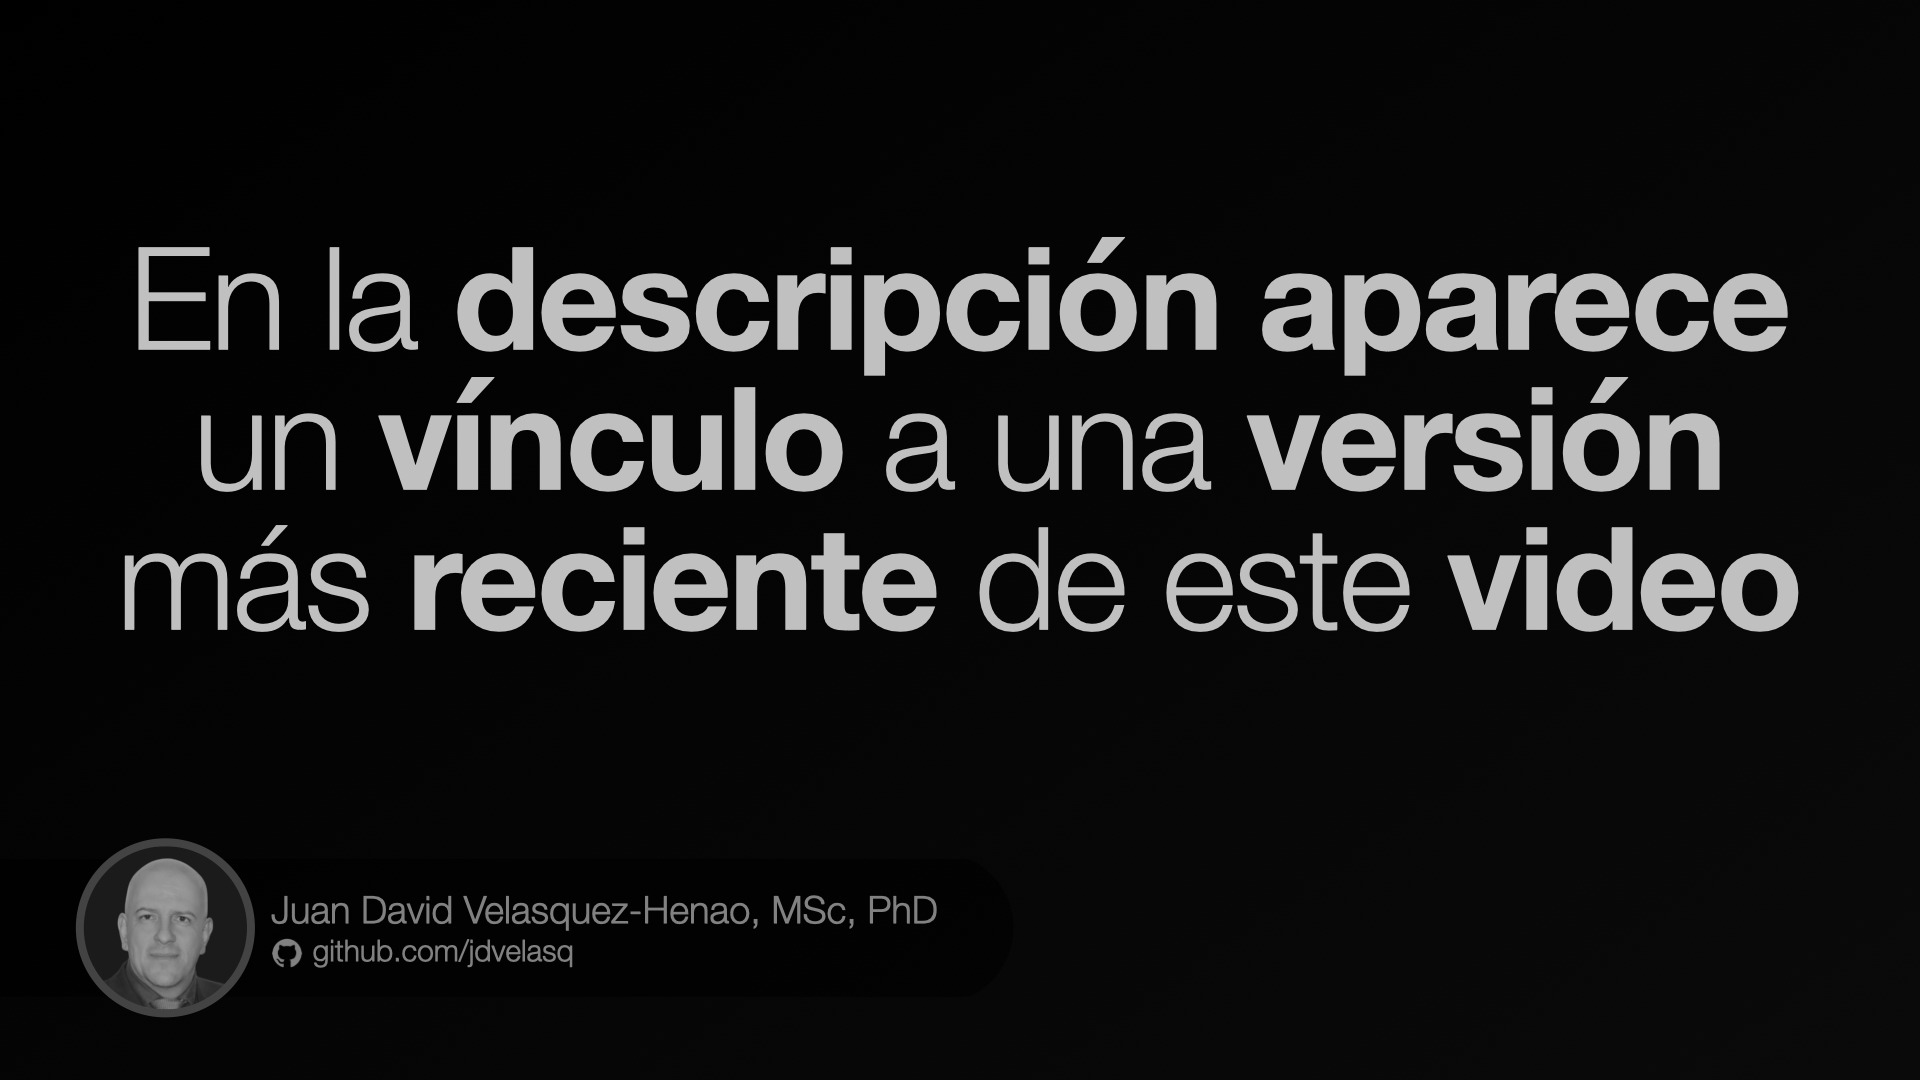 En la descripción aparece
un vínculo a una versión
más reciente de este video
Juan David Velasquez-Henao, MSc, PhD
github.com/jdvelasq